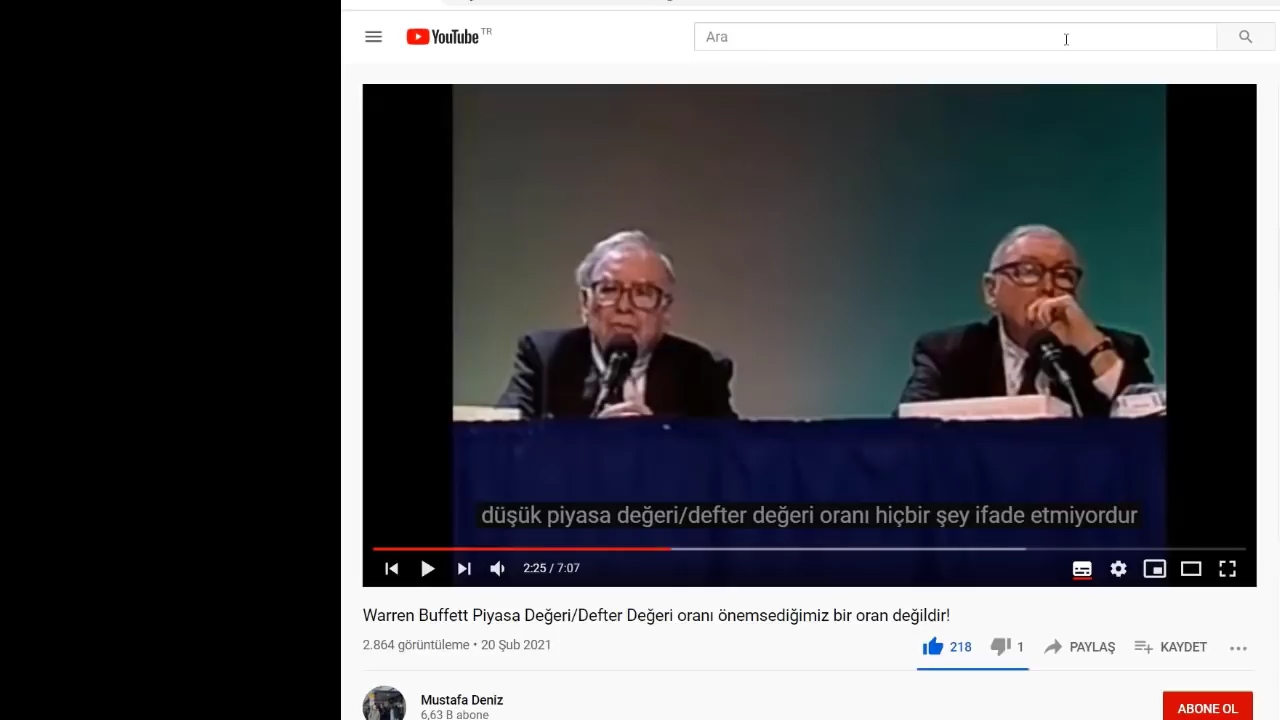 YouTube TR
Ara
düşük piyasa değeri/defter değeri oranı hiçbir şey ifade etmiyordur
2:25 / 7:07
Warren Buffett Piyasa Değeri/Defter Değeri oranı önemsediğimiz bir oran değildir!
2.864 görüntüleme • 20 Şub 2021
218
1
PAYLAŞ
KAYDET
Mustafa Deniz
6,63 B abone
ABONE OL